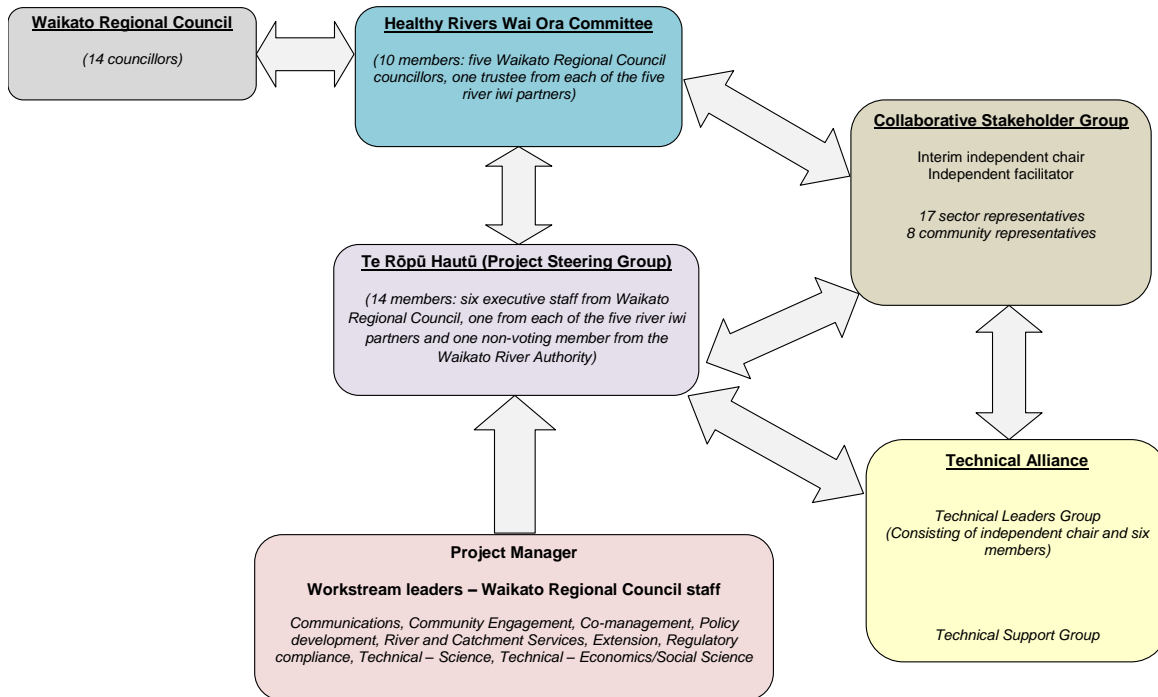 Waikato Regional Council
(14 councillors)
Healthy Rivers Wai Ora Committee
(10 members: five Waikato Regional Council
councillors, one trustee from each of the five
river iwi partners)
Collaborative Stakeholder Group
Interim independent chair
Independent facilitator
17 sector representatives
8 community representatives
Te Rōpū Hautū (Project Steering Group)
(14 members: six executive staff from Waikato
Regional Council, one from each of the five river iwi
partners and one non-voting member from the
Waikato River Authority)
Technical Alliance
Technical Leaders Group
(Consisting of independent chair and six
members)
Technical Support Group
Project Manager
Workstream leaders – Waikato Regional Council staff
Communications, Community Engagement, Co-management, Policy
development, River and Catchment Services, Extension, Regulatory
compliance, Technical – Science, Technical – Economics/Social Science